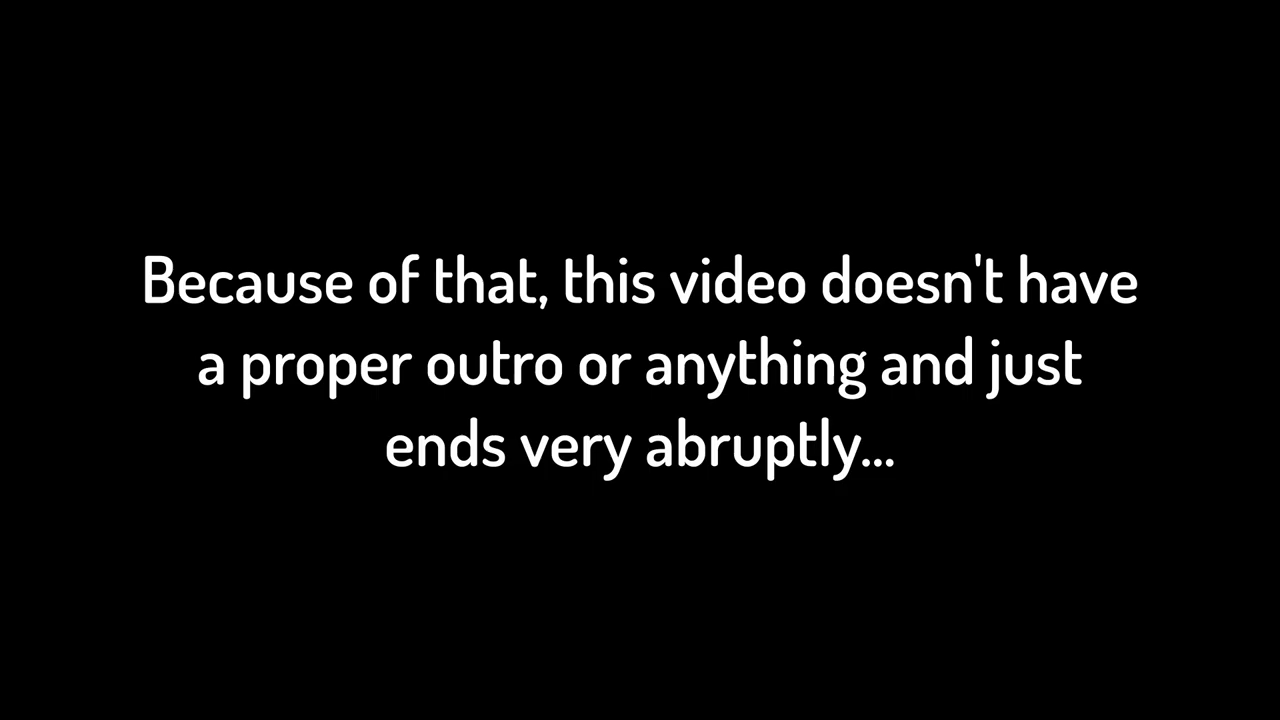 Because of that, this video doesn't have
a proper outro or anything and just
ends very abruptly...